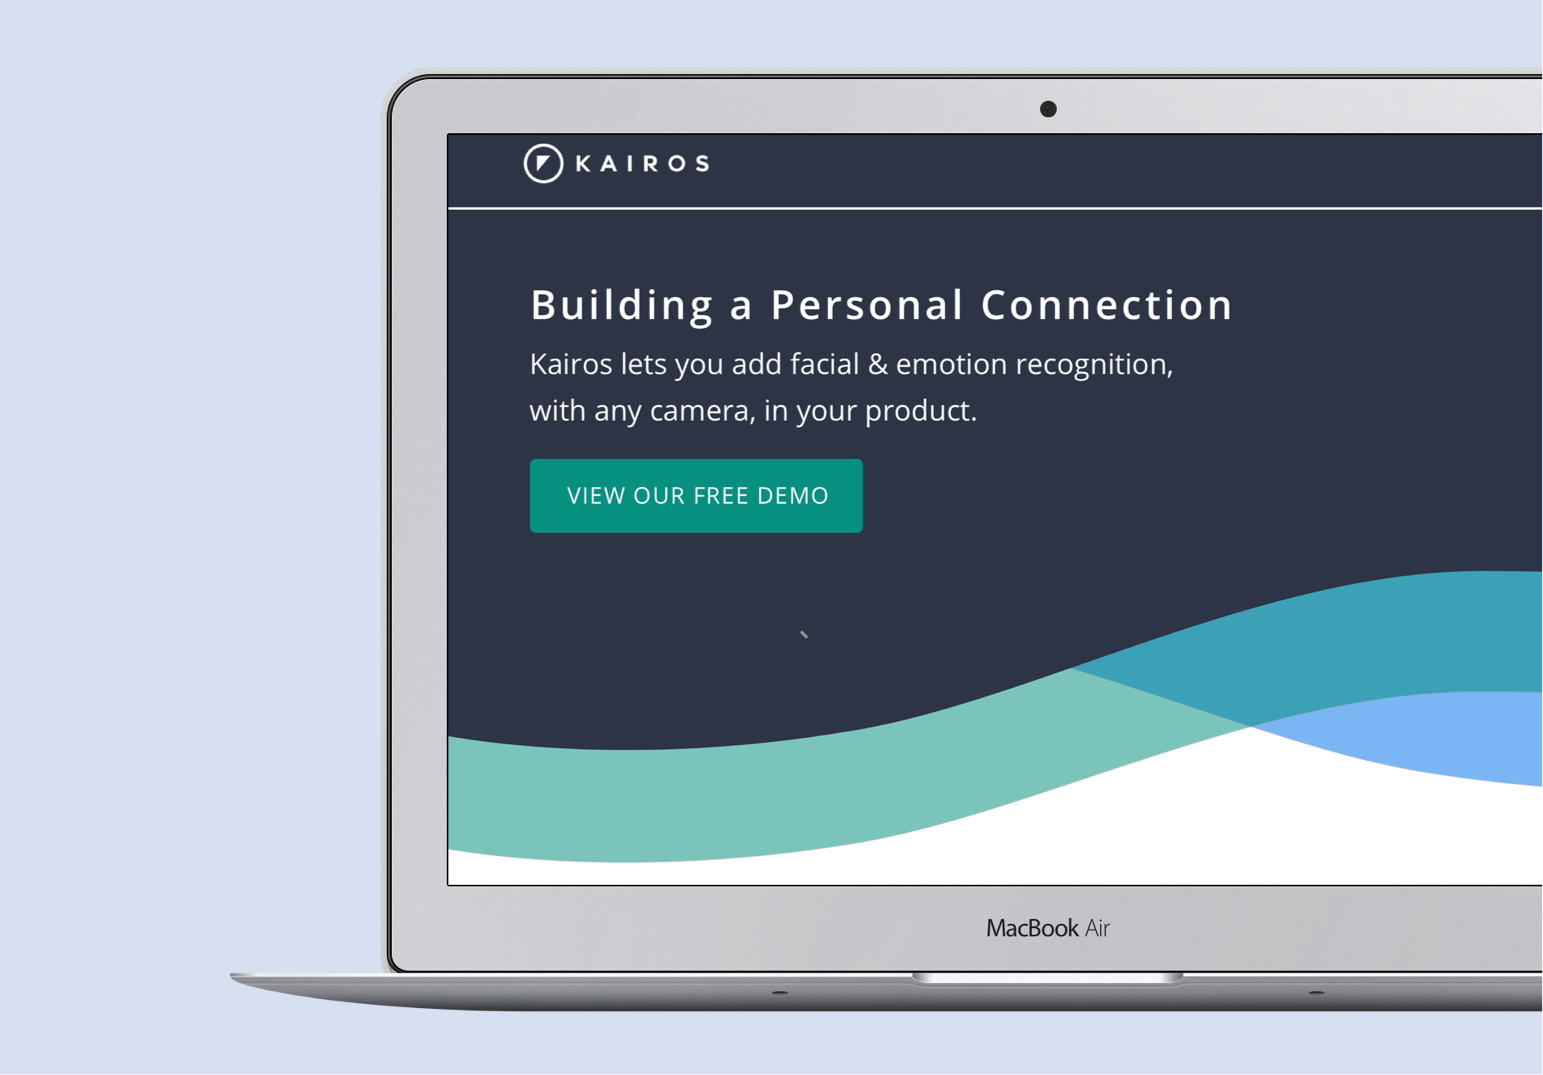 KAIROS
Building a Personal Connection
Kairos lets you add facial & emotion recognition,
with any camera, in your product.
VIEW OUR FREE DEMO
MacBook Air